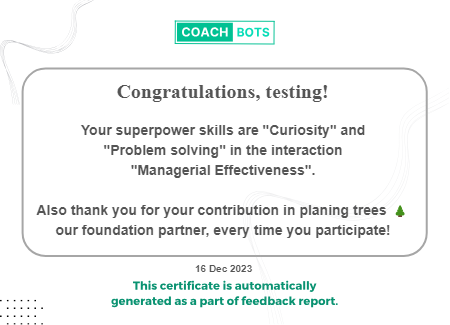 COACH BOTS
Congratulations, testing!
Your superpower skills are "Curiosity" and
"Problem solving" in the interaction
"Managerial Effectiveness".
Also thank you for your contribution in planing trees 🌲
our foundation partner, every time you participate!
16 Dec 2023
This certificate is automatically
generated as a part of feedback report.